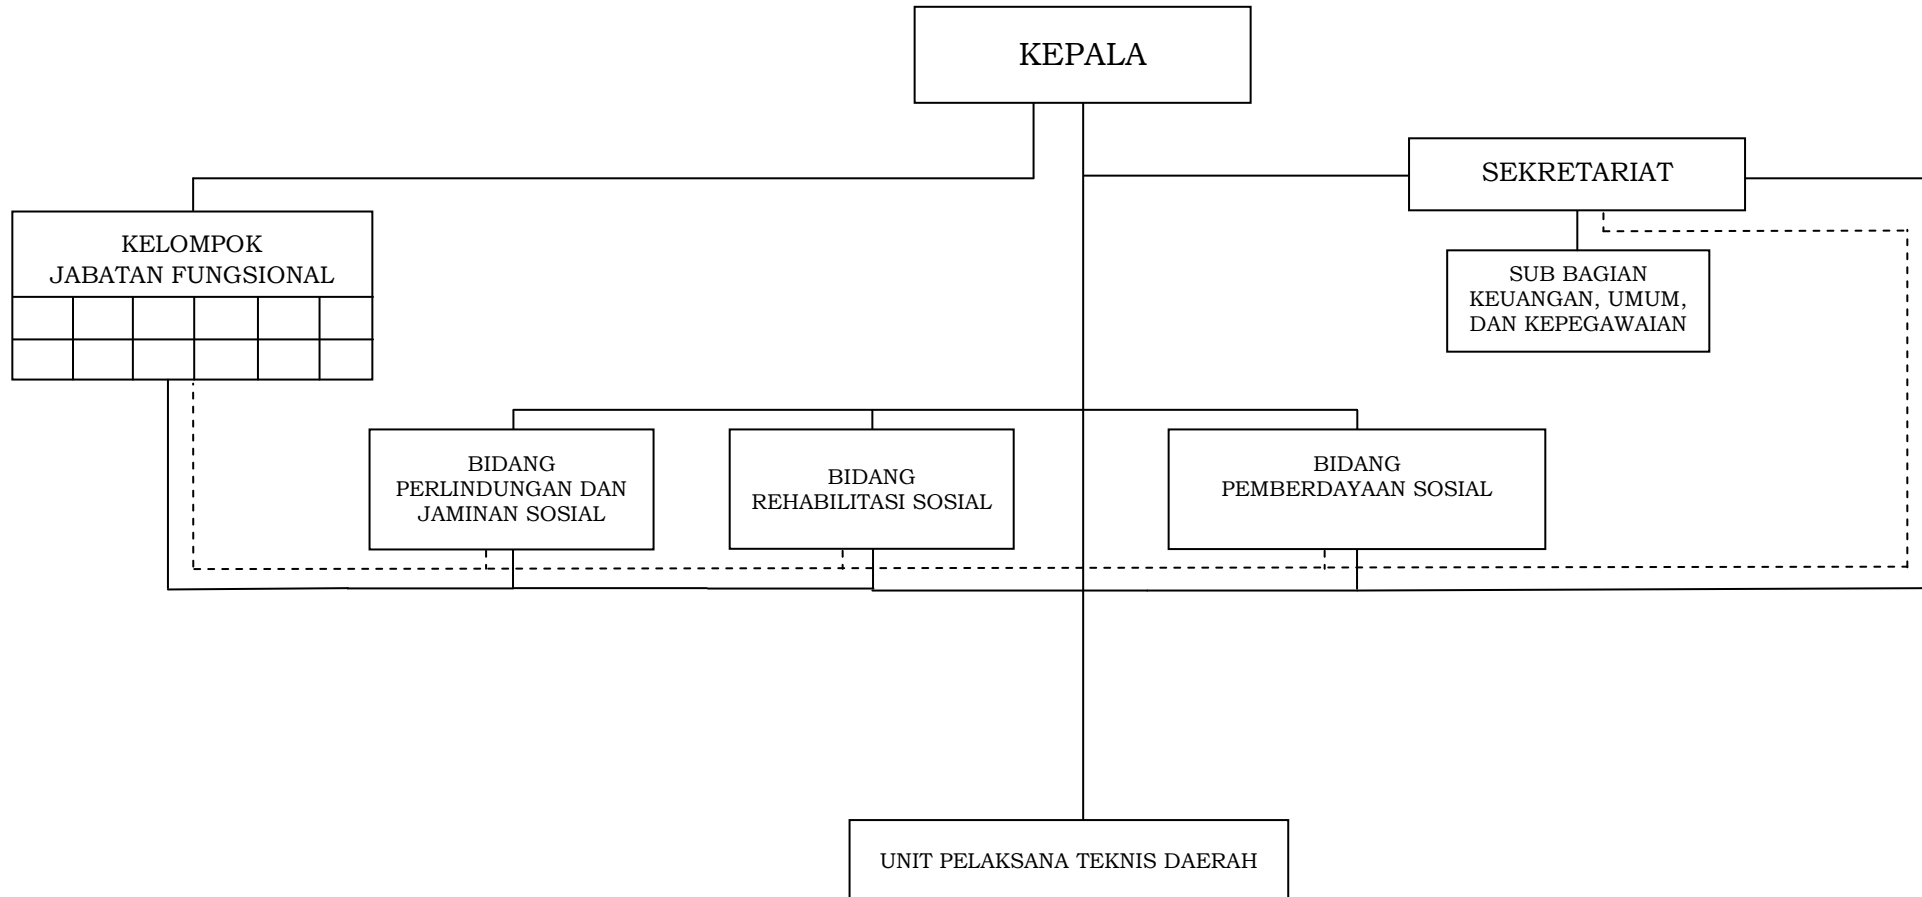 KEPALA
SEKRETARIAT
KELOMPOK
JABATAN FUNGSIONAL
SUB BAGIAN
KEUANGAN, UMUM,
DAN KEPEGAWAIAN
BIDANG
PERLINDUNGAN DAN
JAMINAN SOSIAL
BIDANG
REHABILITASI SOSIAL
BIDANG
PEMBERDAYAAN SOSIAL
UNIT PELAKSANA TEKNIS DAERAH